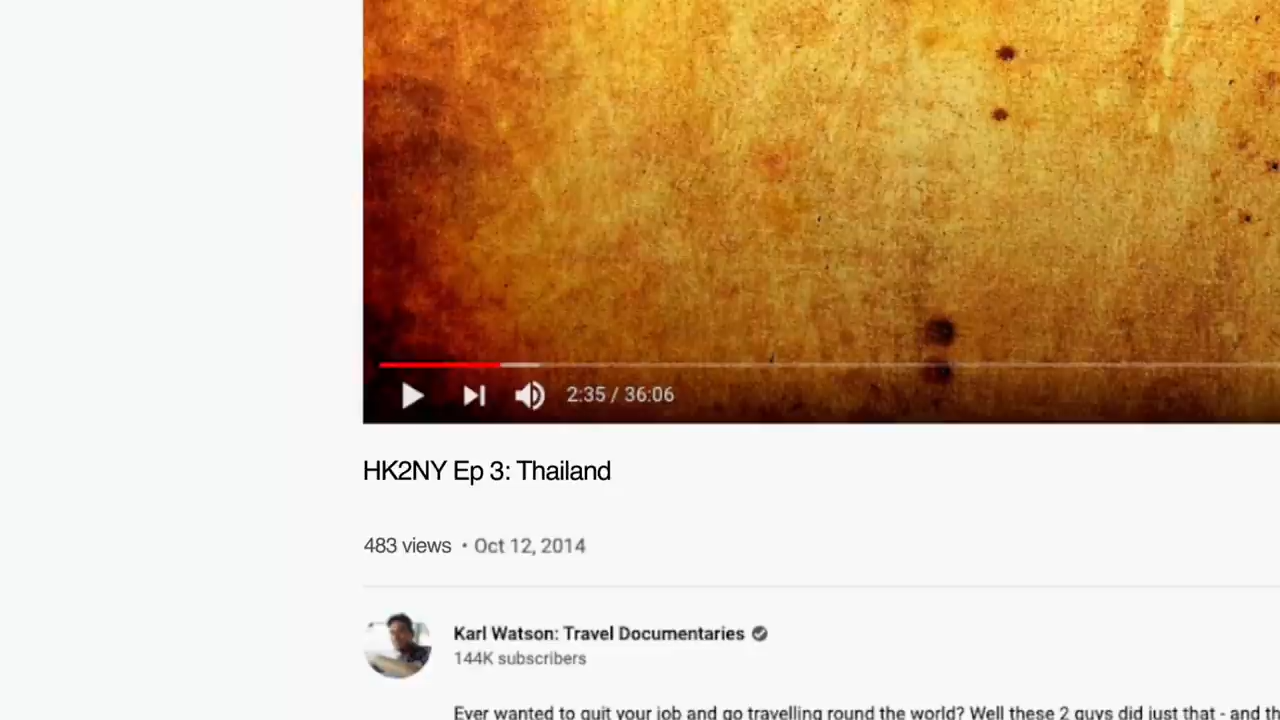 2:35 / 36:06
HK2NY Ep 3: Thailand
483 views • Oct 12, 2014
Karl Watson: Travel Documentaries
144K subscribers
Ever wanted to quit your job and go travelling round the world? Well these 2 guys did just that - and th